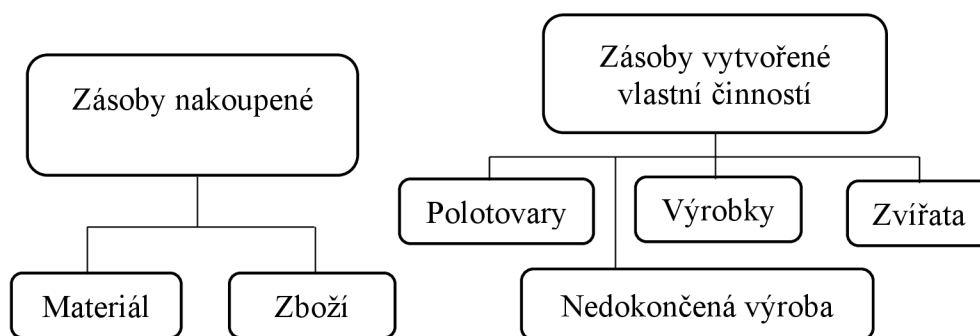 Zásoby nakoupené
Materiál
Zboží
Zásoby vytvořené
vlastní činností
Polotovary
Výrobky
Zvířata
Nedokončená výroba